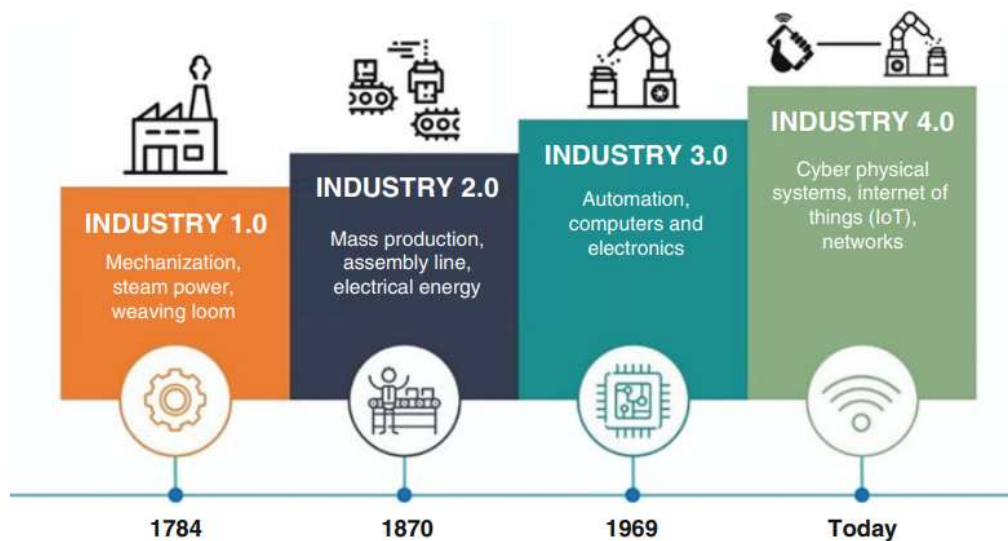 INDUSTRY 1.0
Mechanization,
steam power,
weaving loom
INDUSTRY 2.0
Mass production,
assembly line,
electrical energy
INDUSTRY 3.0
Automation,
computers and
electronics
INDUSTRY 4.0
Cyber physical
systems, internet of
things (IoT),
networks
1784
1870
1969
Today